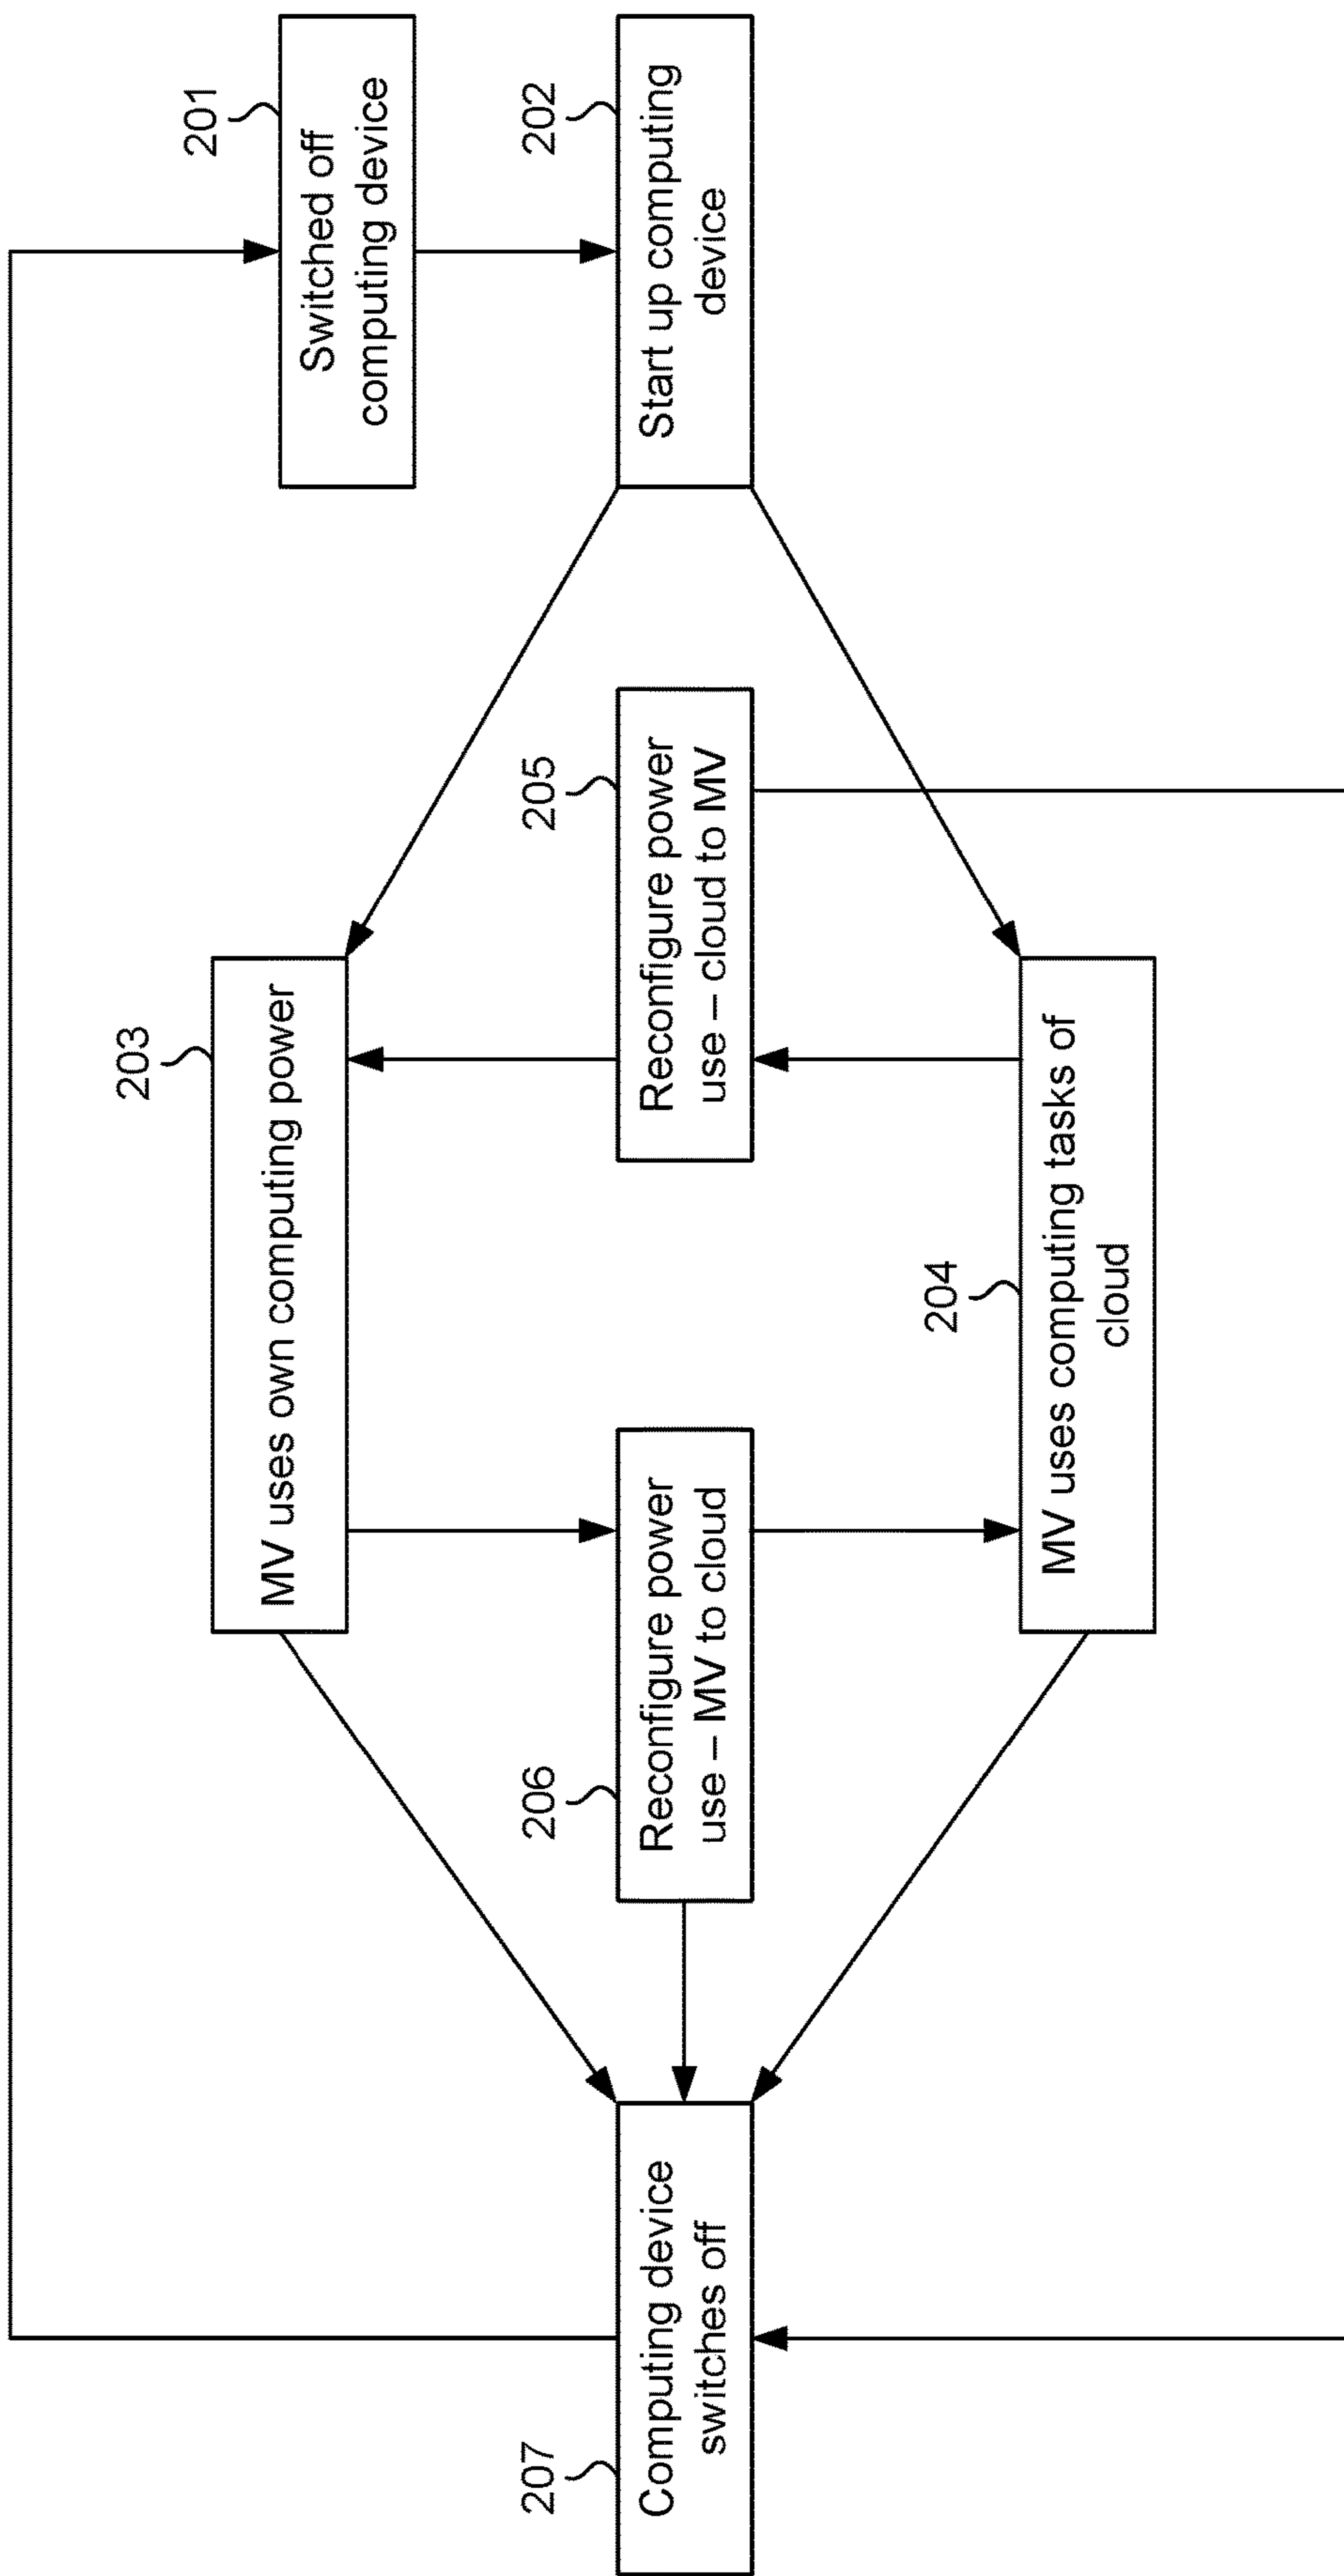 201
Switched off
computing device
202
Start up computing
device
203
MV uses own computing power
205
Reconfigure power
use – cloud to MV
204
MV uses computing tasks of
cloud
206
Reconfigure power
use – MV to cloud
207
Computing device
switches off